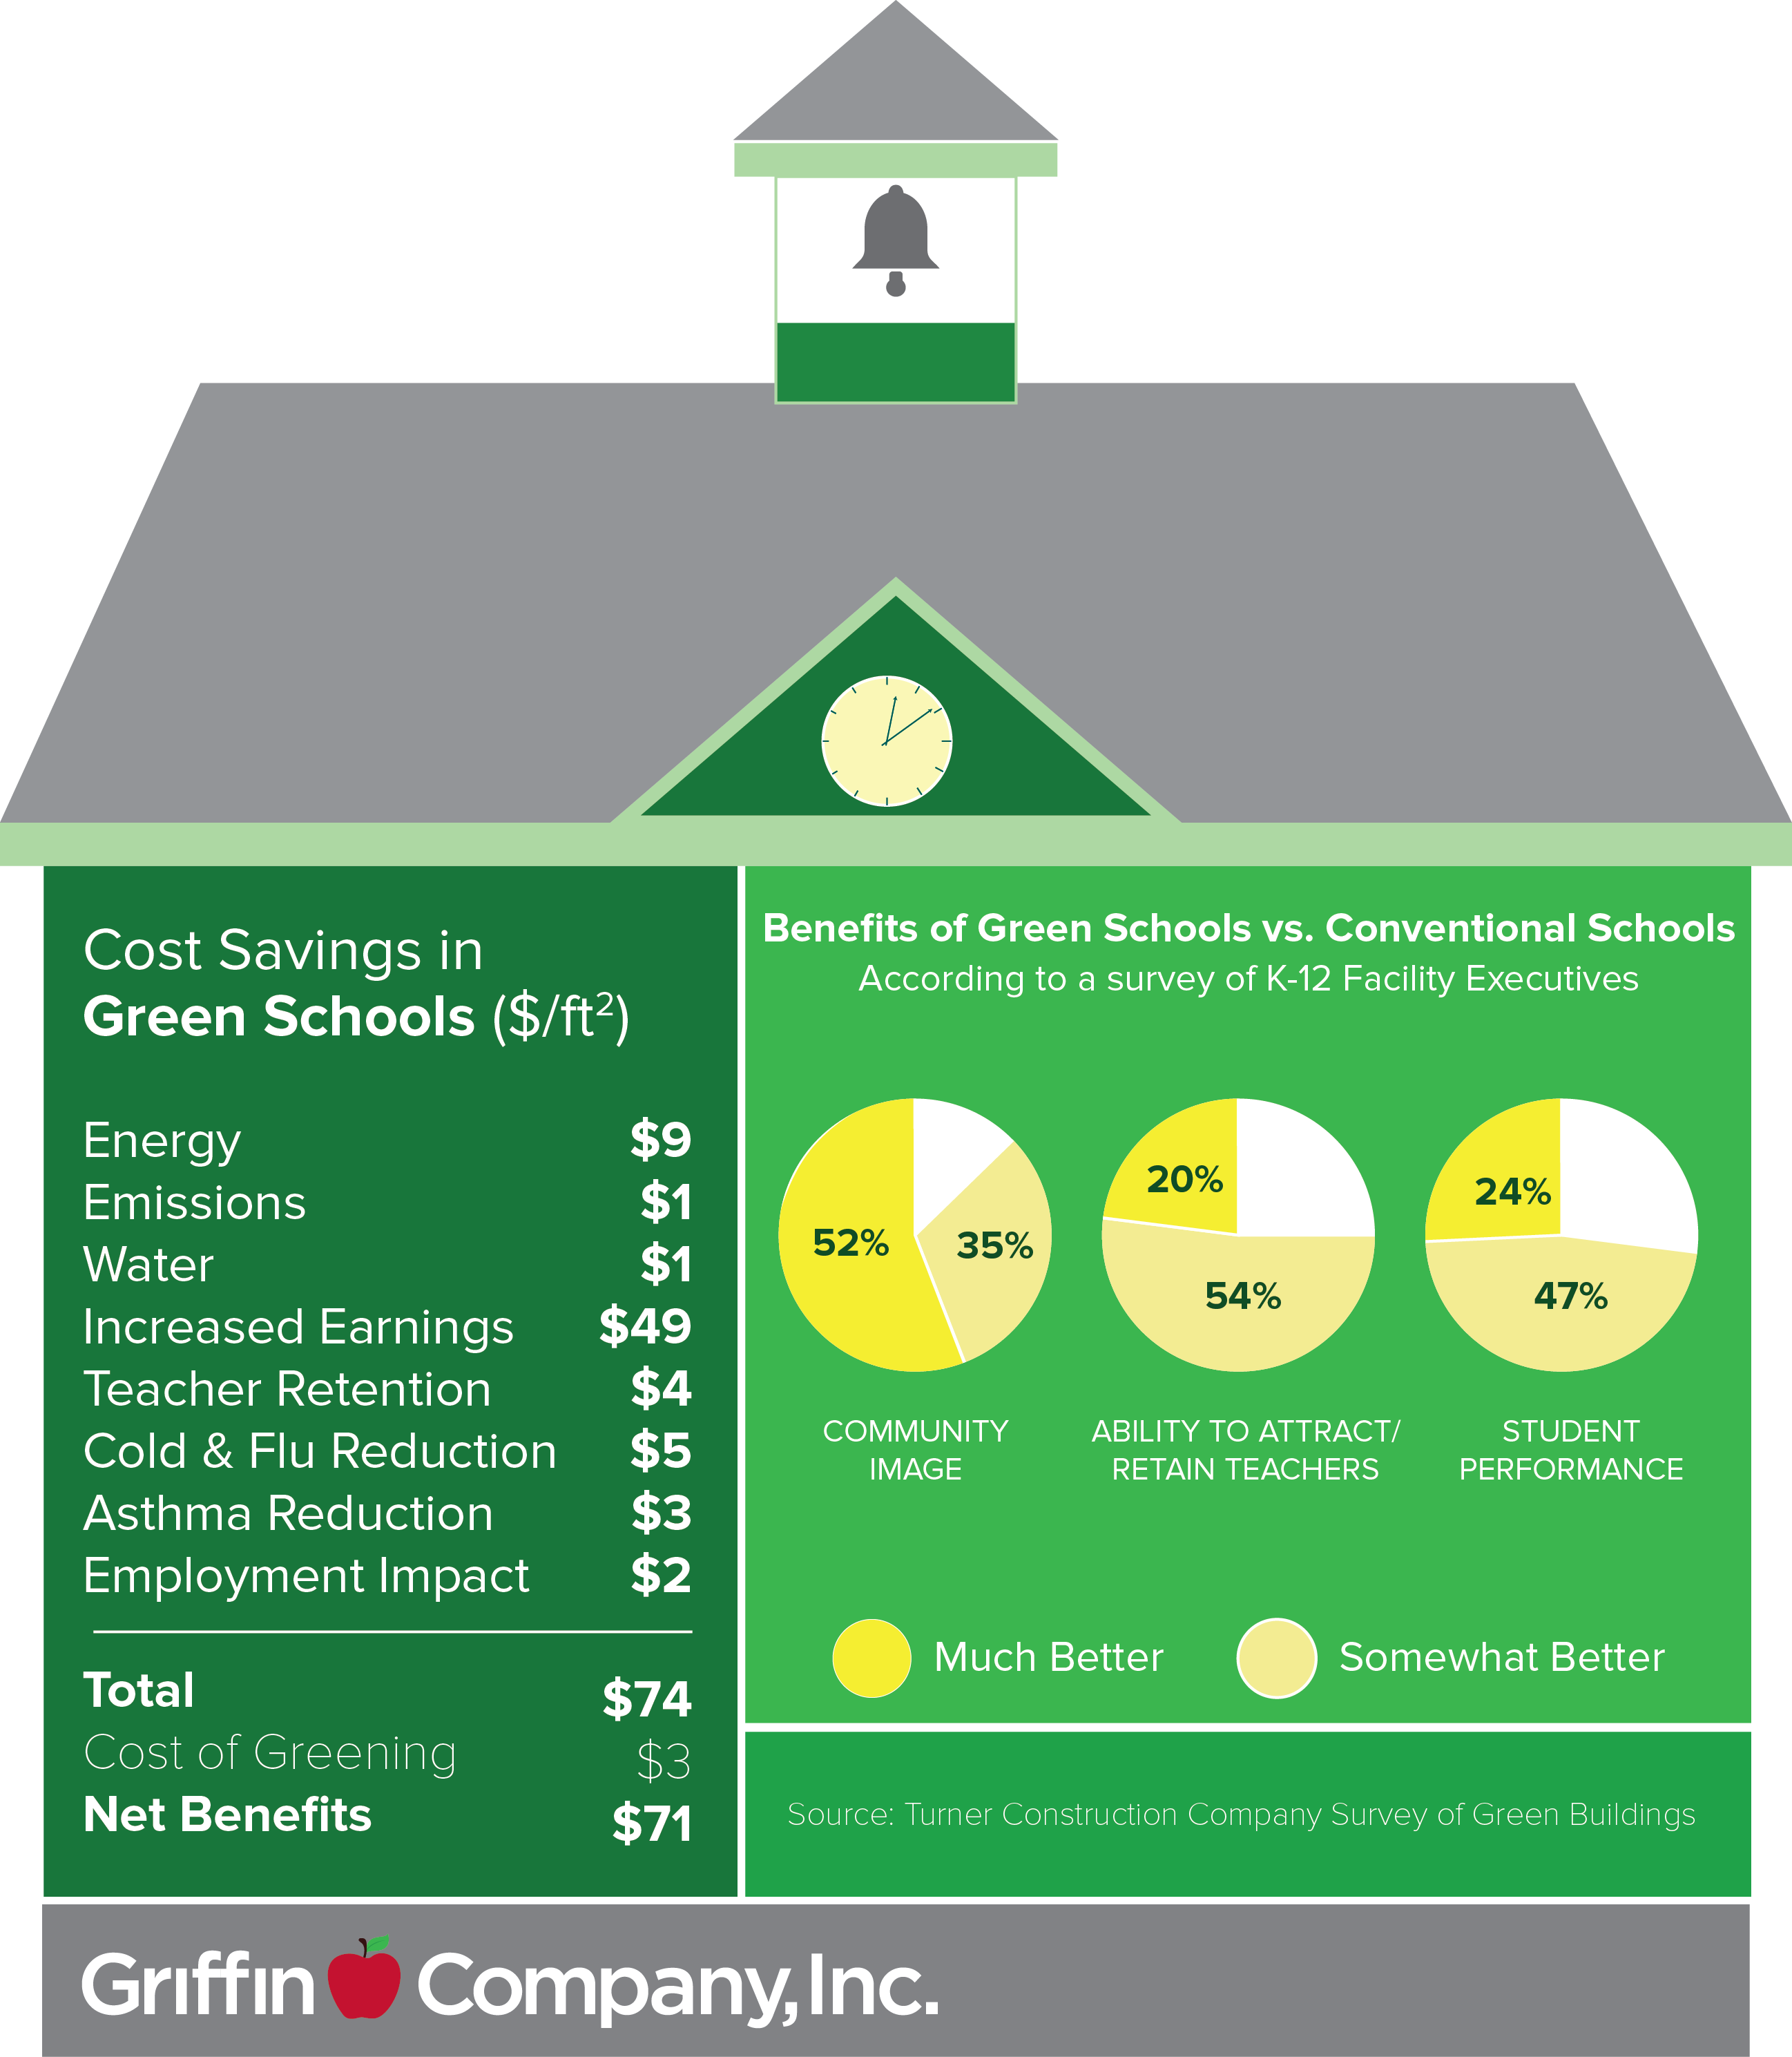 Cost Savings in
Green Schools ($/ft²)
Energy $9
Emissions $1
Water $1
Increased Earnings $49
Teacher Retention $4
Cold & Flu Reduction $5
Asthma Reduction $3
Employment Impact $2
Total $74
Cost of Greening $3
Net Benefits $71
Benefits of Green Schools vs. Conventional Schools
According to a survey of K-12 Facility Executives
52% 35%
20%
54%
24%
47%
COMMUNITY
IMAGE
ABILITY TO ATTRACT/
RETAIN TEACHERS
STUDENT
PERFORMANCE
Much Better Somewhat Better
Source: Turner Construction Company Survey of Green Buildings
Griffin Company, Inc.